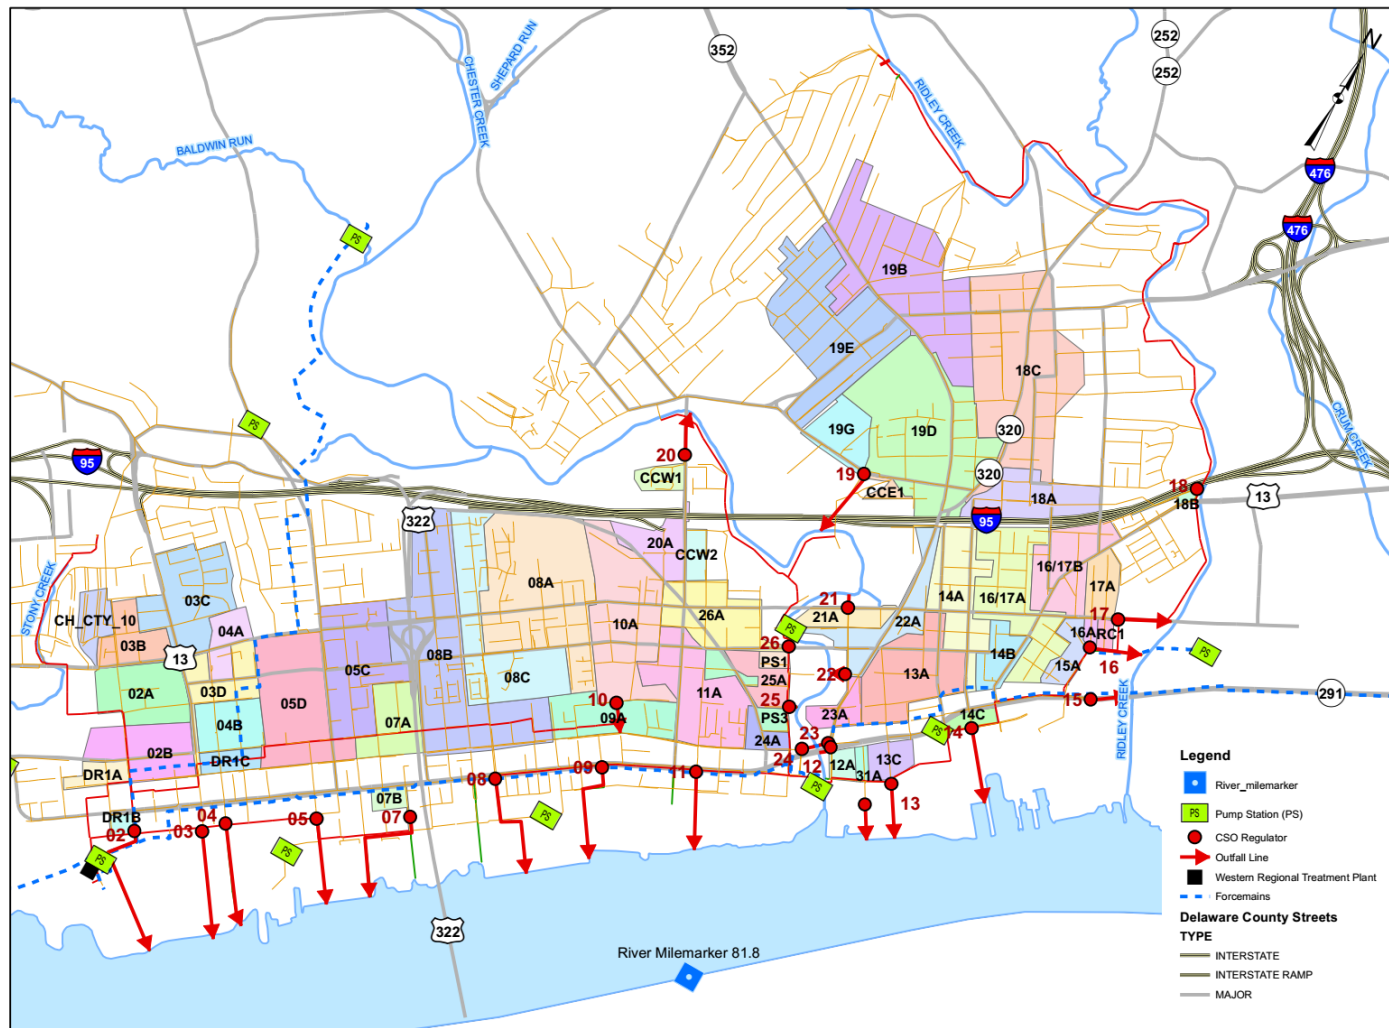 252
352
252
N
SHEPARD RUN
CHESTER CREEK
RIDLEY CREEK
BALDWIN RUN
476
476
PS
19B
19E
18C
CRUM CREEK
PS
19G
19D
320
95
20
CCW1
19
320
CCE1
18
18A
13
18B
322
95
20A
CCW2
08A
16/17B
STONY CREEK
03C
17A
CH_CTY_10
14A
16/17A
21
26A
21A
22A
10A
17
04A
PS
RC1
16A
03B
26
13
PS1
14B
16
PS
08B
05C
15A
22
13A
25A
08C
02A
03D
11A
291
05D
10
15
25
09A
23A
PS3
07A
04B
14C
24A
23
PS
14
02B
24
DR1C
12
12A
13C
DR1A
09
11
31A
08
PS
13
07B
DR1B
04
05
07
PS
02
03
PS
PS
322
RIDLEY CREEK
River Milemarker 81.8
Legend
River_milemarker
PS
Pump Station (PS)
CSO Regulator
Outfall Line
Western Regional Treatment Plant
Forcemains
Delaware County Streets
TYPE
INTERSTATE
INTERSTATE RAMP
MAJOR